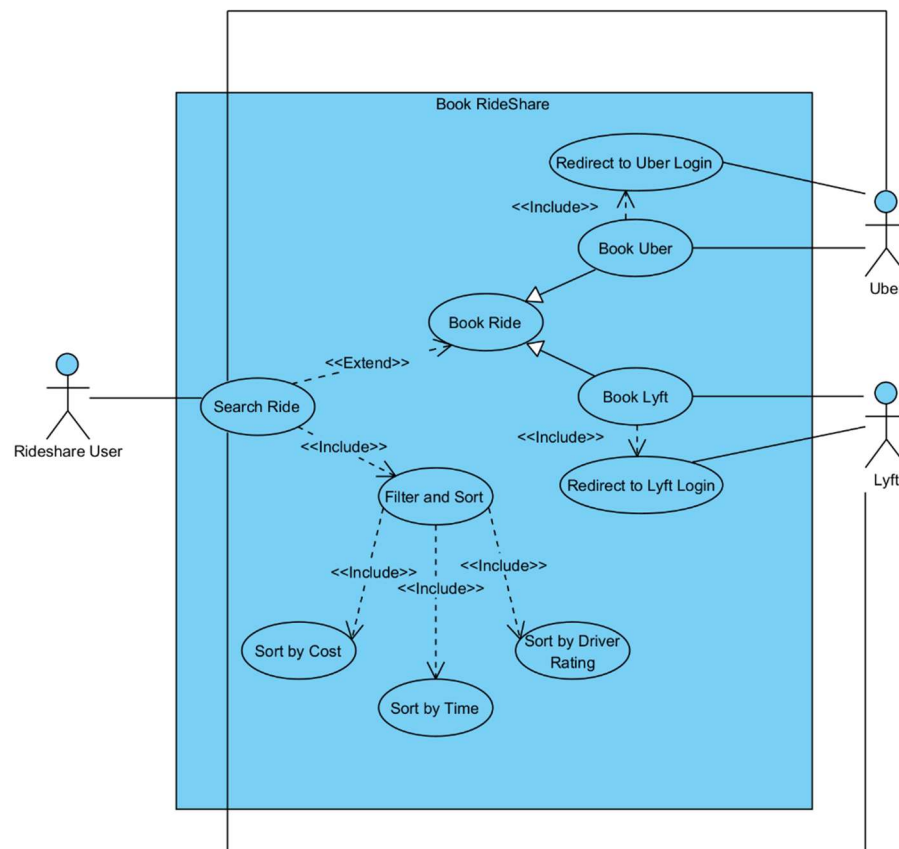 Book RideShare
Redirect to Uber Login
<<Include>>
Book Uber
Uber
Book Ride
<<Extend>>
Search Ride
Rideshare User
Book Lyft
<<Include>>
Redirect to Lyft Login
Lyft
<<Include>>
Filter and Sort
<<Include>>
<<Include>>
<<Include>>
Sort by Cost
Sort by Driver
Rating
Sort by Time